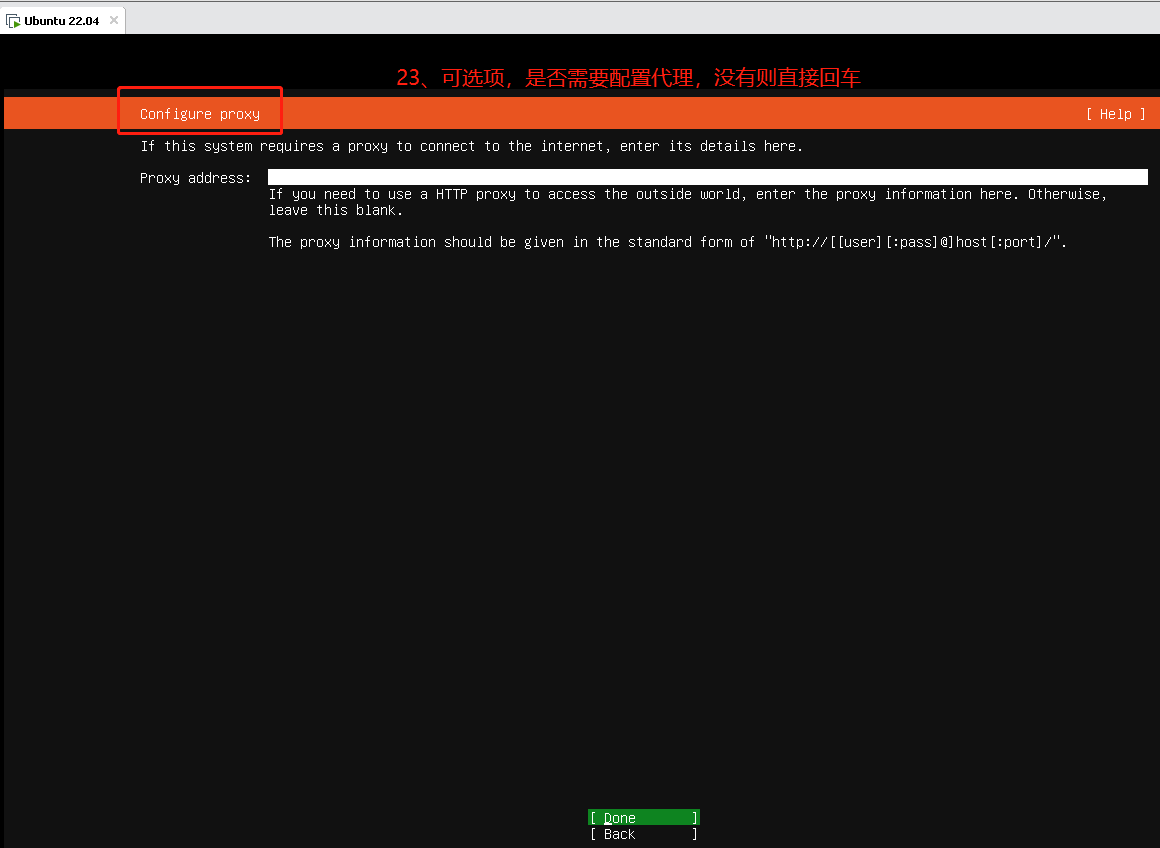 Ubuntu 22.04
23、可选项，是否需要配置代理，没有则直接回车
Configure proxy [ Help ]
If this system requires a proxy to connect to the internet, enter its details here.
Proxy address:
If you need to use a HTTP proxy to access the outside world, enter the proxy information here. Otherwise,
leave this blank.
The proxy information should be given in the standard form of "http://[[user][:pass]@]host[:port]/".
[ Done ]
[ Back ]